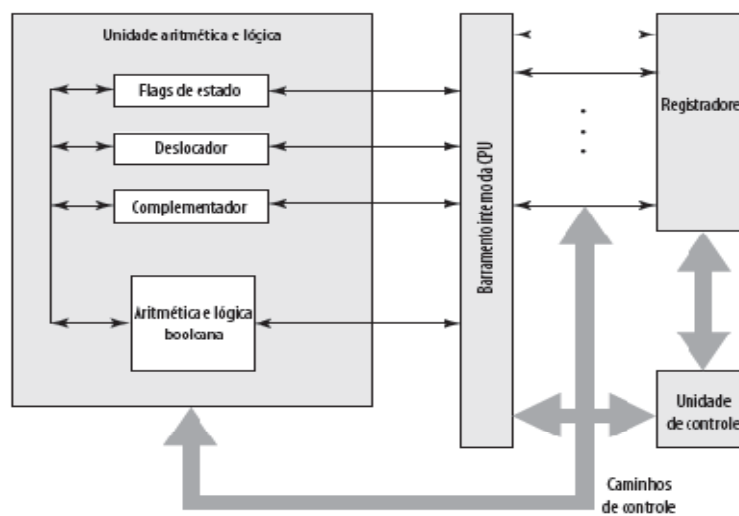 Unidade aritmética e lógica
Flags de estado
Deslocador
Complementador
Aritmética e lógica
booleana
Barramento interno da CPU
Registradore
Unidade
de controle
Caminhos
de controle